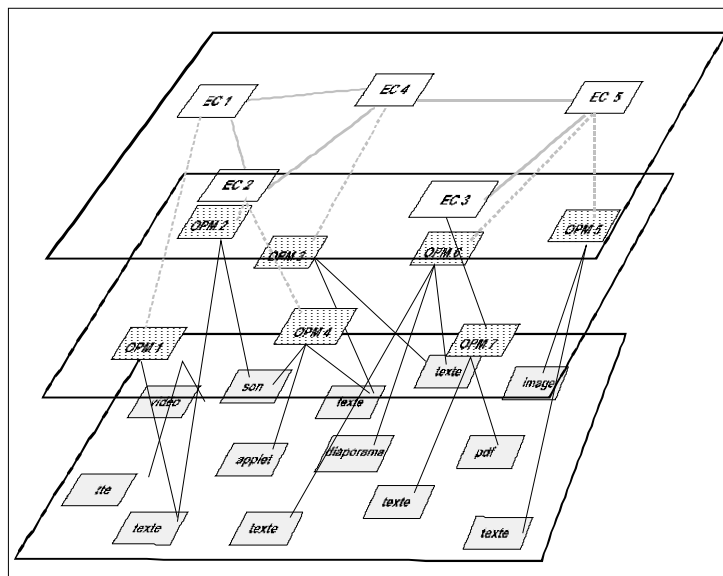 EC 1
EC 4
EC 5
EC 2
EC 3
OPM 2
OPM 3
OPM 6
OPM 5
OPM 1
OPM 4
OPM 7
video
son
texte
texte
image
applet
diaporama
pdf
texte
texte
texte
texte